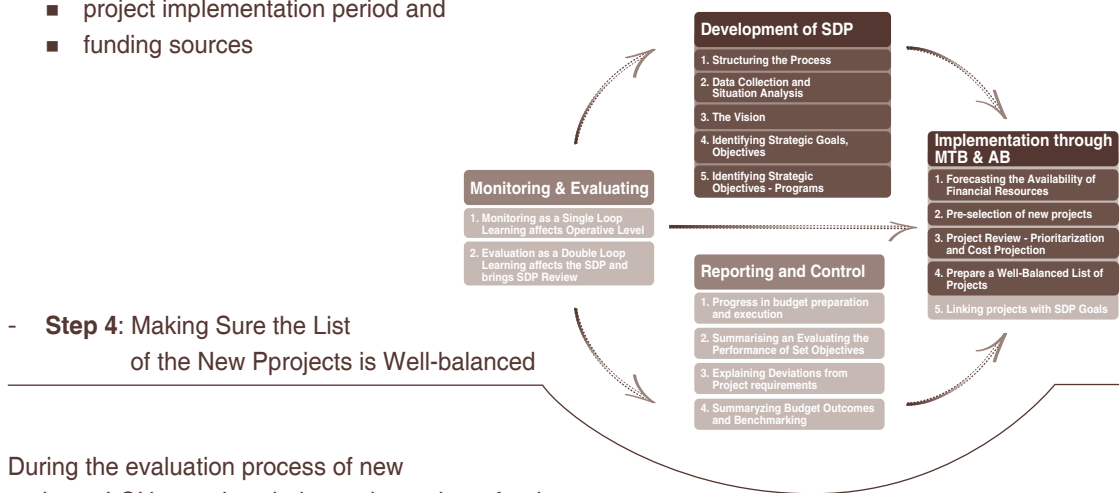 ■ project implementation period and
■ funding sources
Development of SDP
1. Structuring the Process
2. Data Collection and
Situation Analysis
3. The Vision
4. Identifying Strategic Goals,
Objectives
5. Identifying Strategic
Objectives - Programs
Implementation through
MTB & AB
1. Forecasting the Availability of
Financial Resources
2. Pre-selection of new projects
3. Project Review - Prioritarization
and Cost Projection
4. Prepare a Well-Balanced List of
Projects
5. Linking projects with SDP Goals
Monitoring & Evaluating
1. Monitoring as a Single Loop
Learning affects Operative Level
2. Evaluation as a Double Loop
Learning affects the SDP and
brings SDP Review
Reporting and Control
1. Progress in budget preparation
and execution
2. Summarising an Evaluating the
Performance of Set Objectives
3. Explaining Deviations from
Project requirements
4. Summaryzing Budget Outcomes
and Benchmarking
- Step 4: Making Sure the List
of the New Pprojects is Well-balanced
During the evaluation process of new